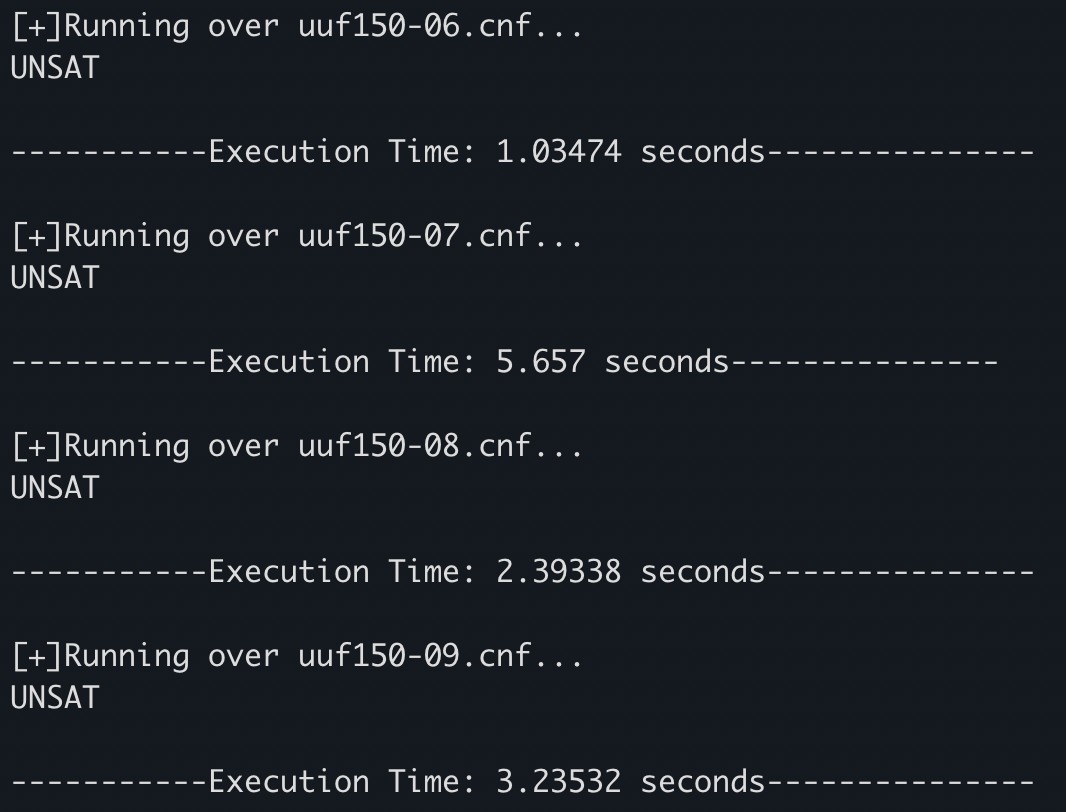 [+]Running over uuf150-06.cnf...
UNSAT
-----------Execution Time: 1.03474 seconds---------------
[+]Running over uuf150-07.cnf...
UNSAT
-----------Execution Time: 5.657 seconds---------------
[+]Running over uuf150-08.cnf...
UNSAT
-----------Execution Time: 2.39338 seconds---------------
[+]Running over uuf150-09.cnf...
UNSAT
-----------Execution Time: 3.23532 seconds---------------